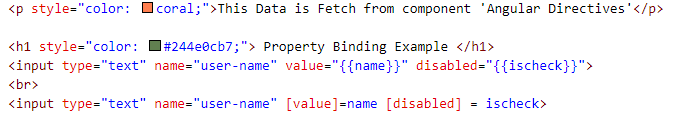 <p style="color: coral;">This Data is Fetch from component 'Angular Directives'</p>
<h1 style="color: #244e0cb7;"> Property Binding Example </h1>
<input type="text" name="user-name" value="{{name}}" disabled="{{ischeck}}">
<br>
<input type="text" name="user-name" [value]=name [disabled] = ischeck>